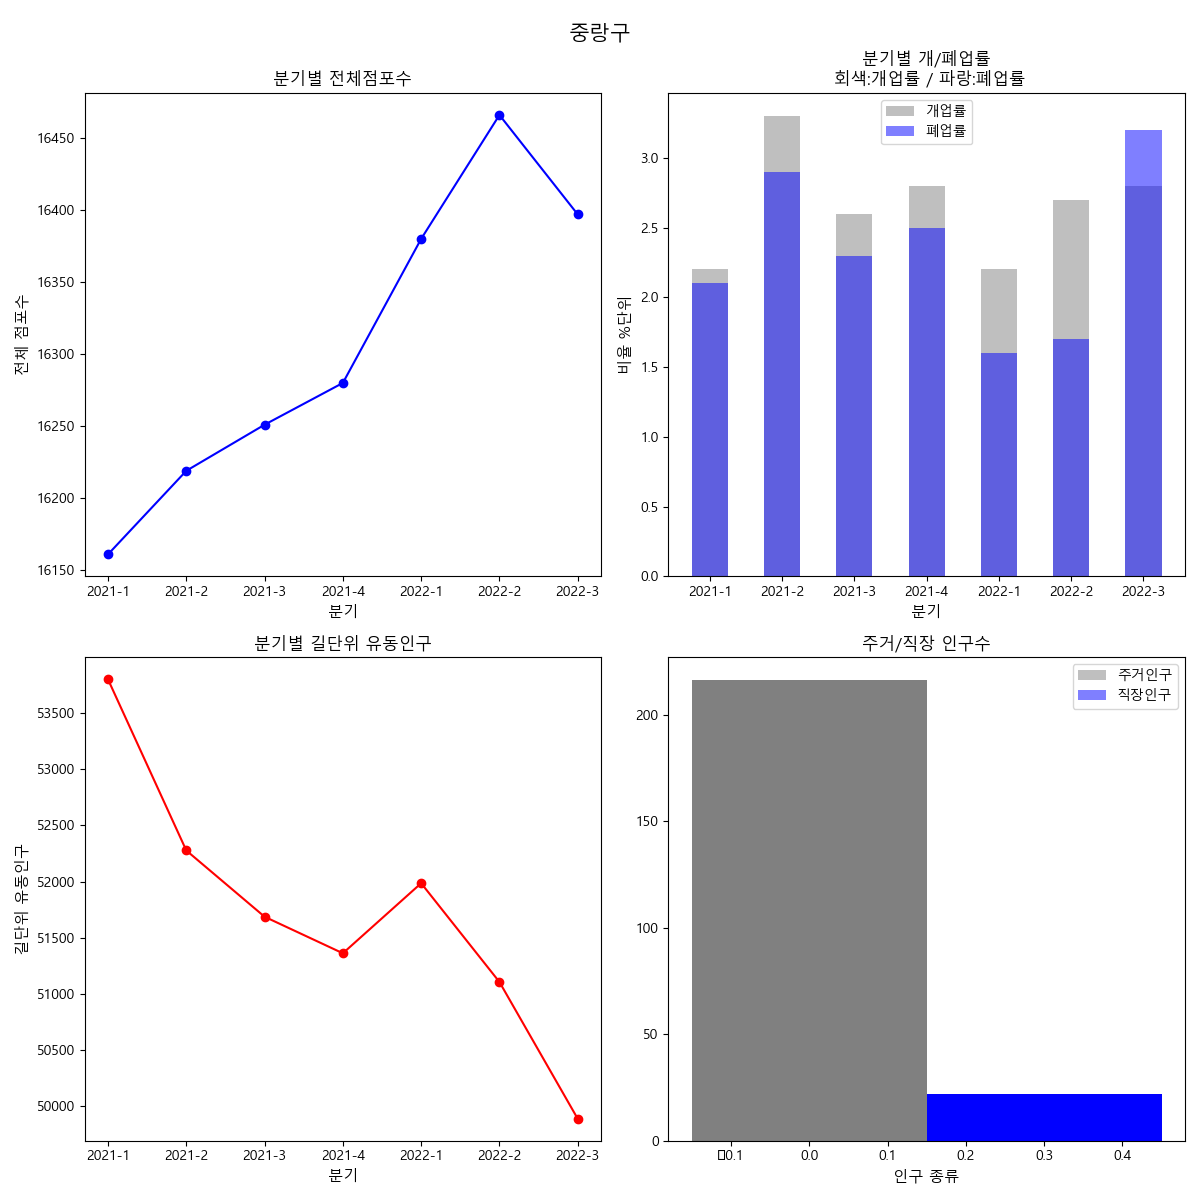 중랑구
분기별 전체점포수
전체 점포수
16450
16400
16350
16300
16250
16200
16150
2021-1 2021-2 2021-3 2021-4 2022-1 2022-2 2022-3
분기
분기별 개/폐업률
회색:개업률 / 파랑:폐업률
개업률
폐업률
비율 %단위
3.0
2.5
2.0
1.5
1.0
0.5
0.0
2021-1 2021-2 2021-3 2021-4 2022-1 2022-2 2022-3
분기
분기별 길단위 유동인구
길단위 유동인구
53500
53000
52500
52000
51500
51000
50500
50000
2021-1 2021-2 2021-3 2021-4 2022-1 2022-2 2022-3
분기
주거/직장 인구수
주거인구
직장인구
200
150
100
50
0
▯0.1 0.0 0.1 0.2 0.3 0.4
인구 종류